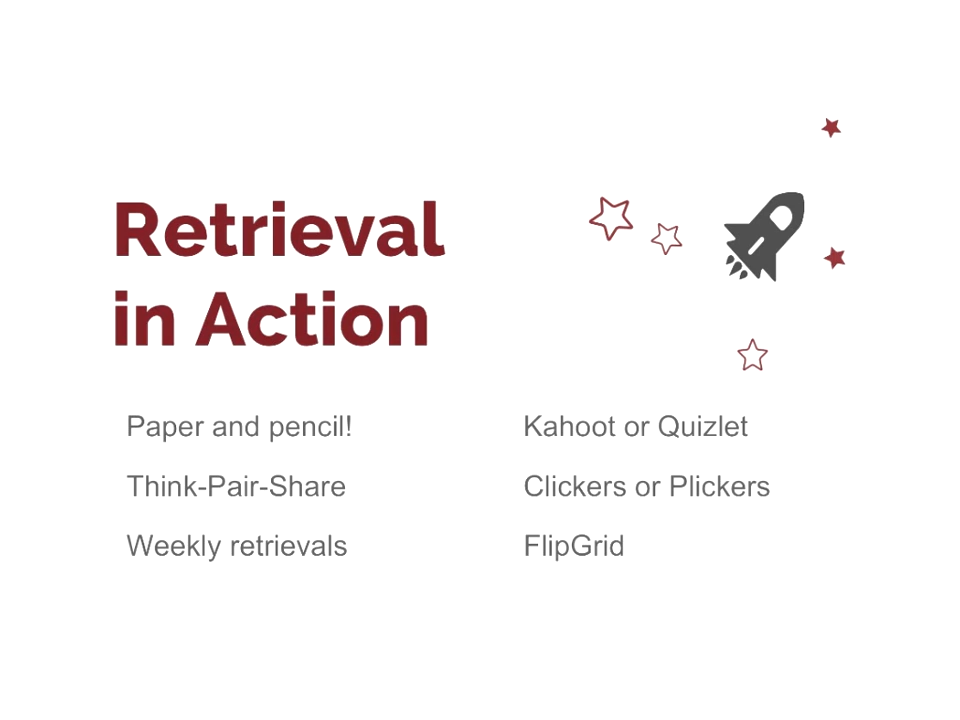 Retrieval
in Action
Paper and pencil!
Think-Pair-Share
Weekly retrievals
Kahoot or Quizlet
Clickers or Plickers
FlipGrid